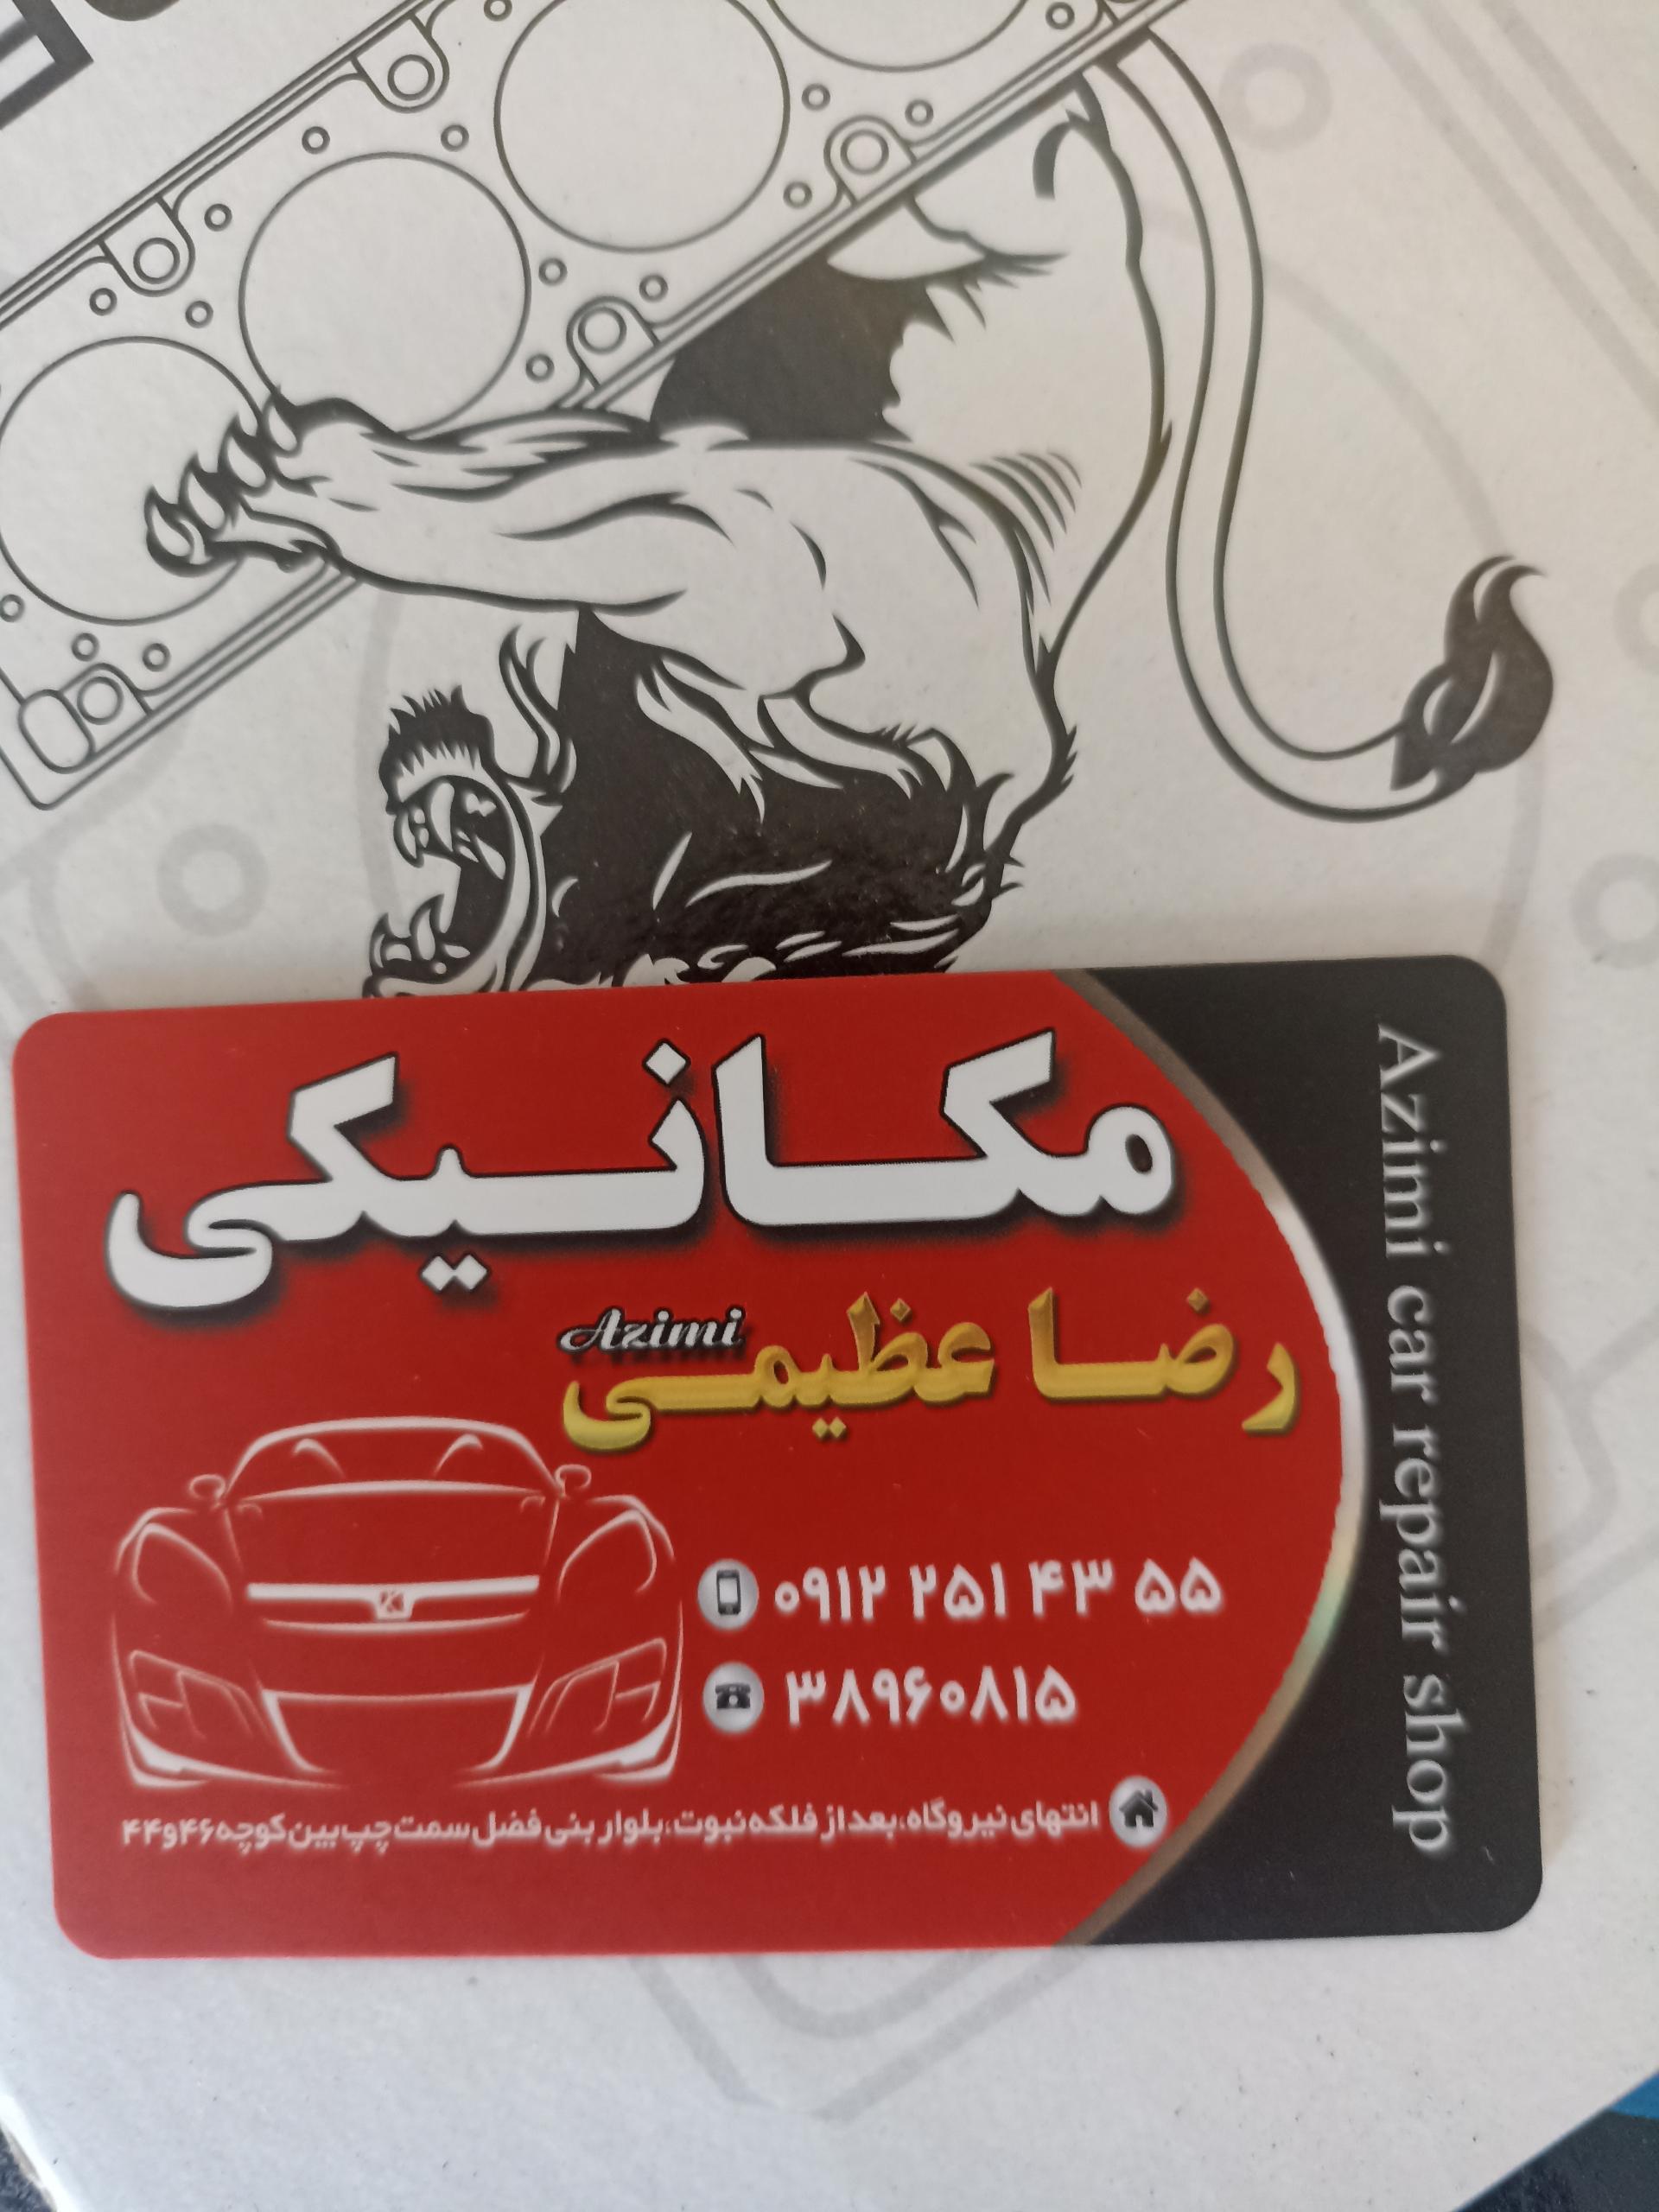 مکانیکی
رضا عظیمی
Azimi
۰۹۱۲ ۲۵۱ ۴۳ ۵۵
۳۸۹۶۰۸۱۵
انتهای نیروگاه، بعد از فلکه نبوت، بلوار بنی فضل سمت چپ بین کوچه ۴۶ و ۴۴
Azimi car repair shop